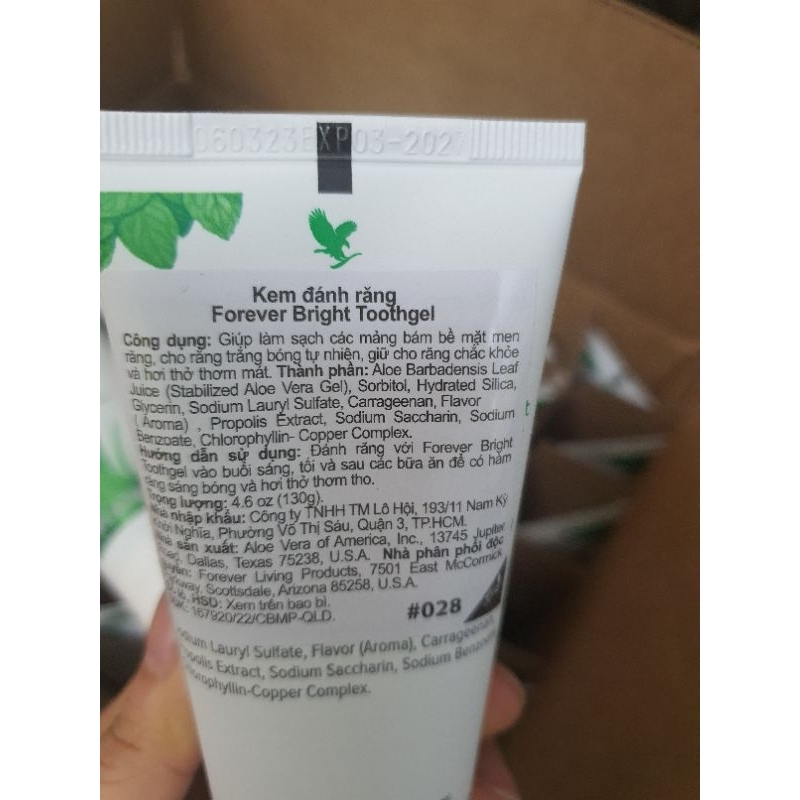 060323EXP03-2027
Kem đánh răng
Forever Bright Toothgel
Công dụng: Giúp làm sạch các mảng bám bề mặt men
răng, cho răng trắng bóng tự nhiên, giữ cho răng chắc khỏe
và hơi thở thơm mát. Thành phần: Aloe Barbadensis Leaf
Juice (Stabilized Aloe Vera Gel), Sorbitol, Hydrated Silica,
Glycerin, Sodium Lauryl Sulfate, Carrageenan, Flavor
(Aroma) , Propolis Extract, Sodium Saccharin, Sodium
Benzoate, Chlorophyllin- Copper Complex.
Hướng dẫn sử dụng: Đánh răng với Forever Bright
Toothgel vào buổi sáng, tối và sau các bữa ăn để có hàm
răng sáng bóng và hơi thở thơm tho.
Trọng lượng: 4.6 oz (130g).
Nhà nhập khẩu: Công ty TNHH TM Lô Hội, 193/11 Nam Kỳ
Khởi Nghĩa, Phường Võ Thị Sáu, Quận 3, TP.HCM.
Nhà sản xuất: Aloe Vera of America, Inc., 13745 Jupiter
Road, Dallas, Texas 75238, U.S.A. Nhà phân phối độc
quyền: Forever Living Products, 7501 East McCormick
Parkway, Scottsdale, Arizona 85258, U.S.A.
HSD: Xem trên bao bì.
167920/22/CBMP-QLD.
#028
Sodium Lauryl Sulfate, Flavor (Aroma), Carrageenan,
Propolis Extract, Sodium Saccharin, Sodium Benzoate,
Chlorophyllin-Copper Complex.